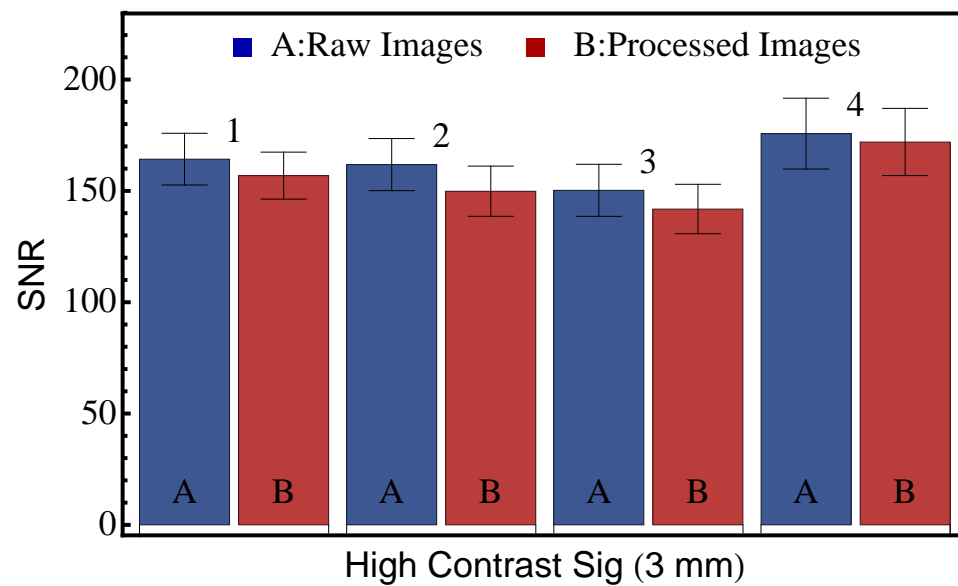 A:Raw Images B:Processed Images
200
150
100
50
0
SNR
1
2
3
4
A B A B A B A B
High Contrast Sig (3 mm)